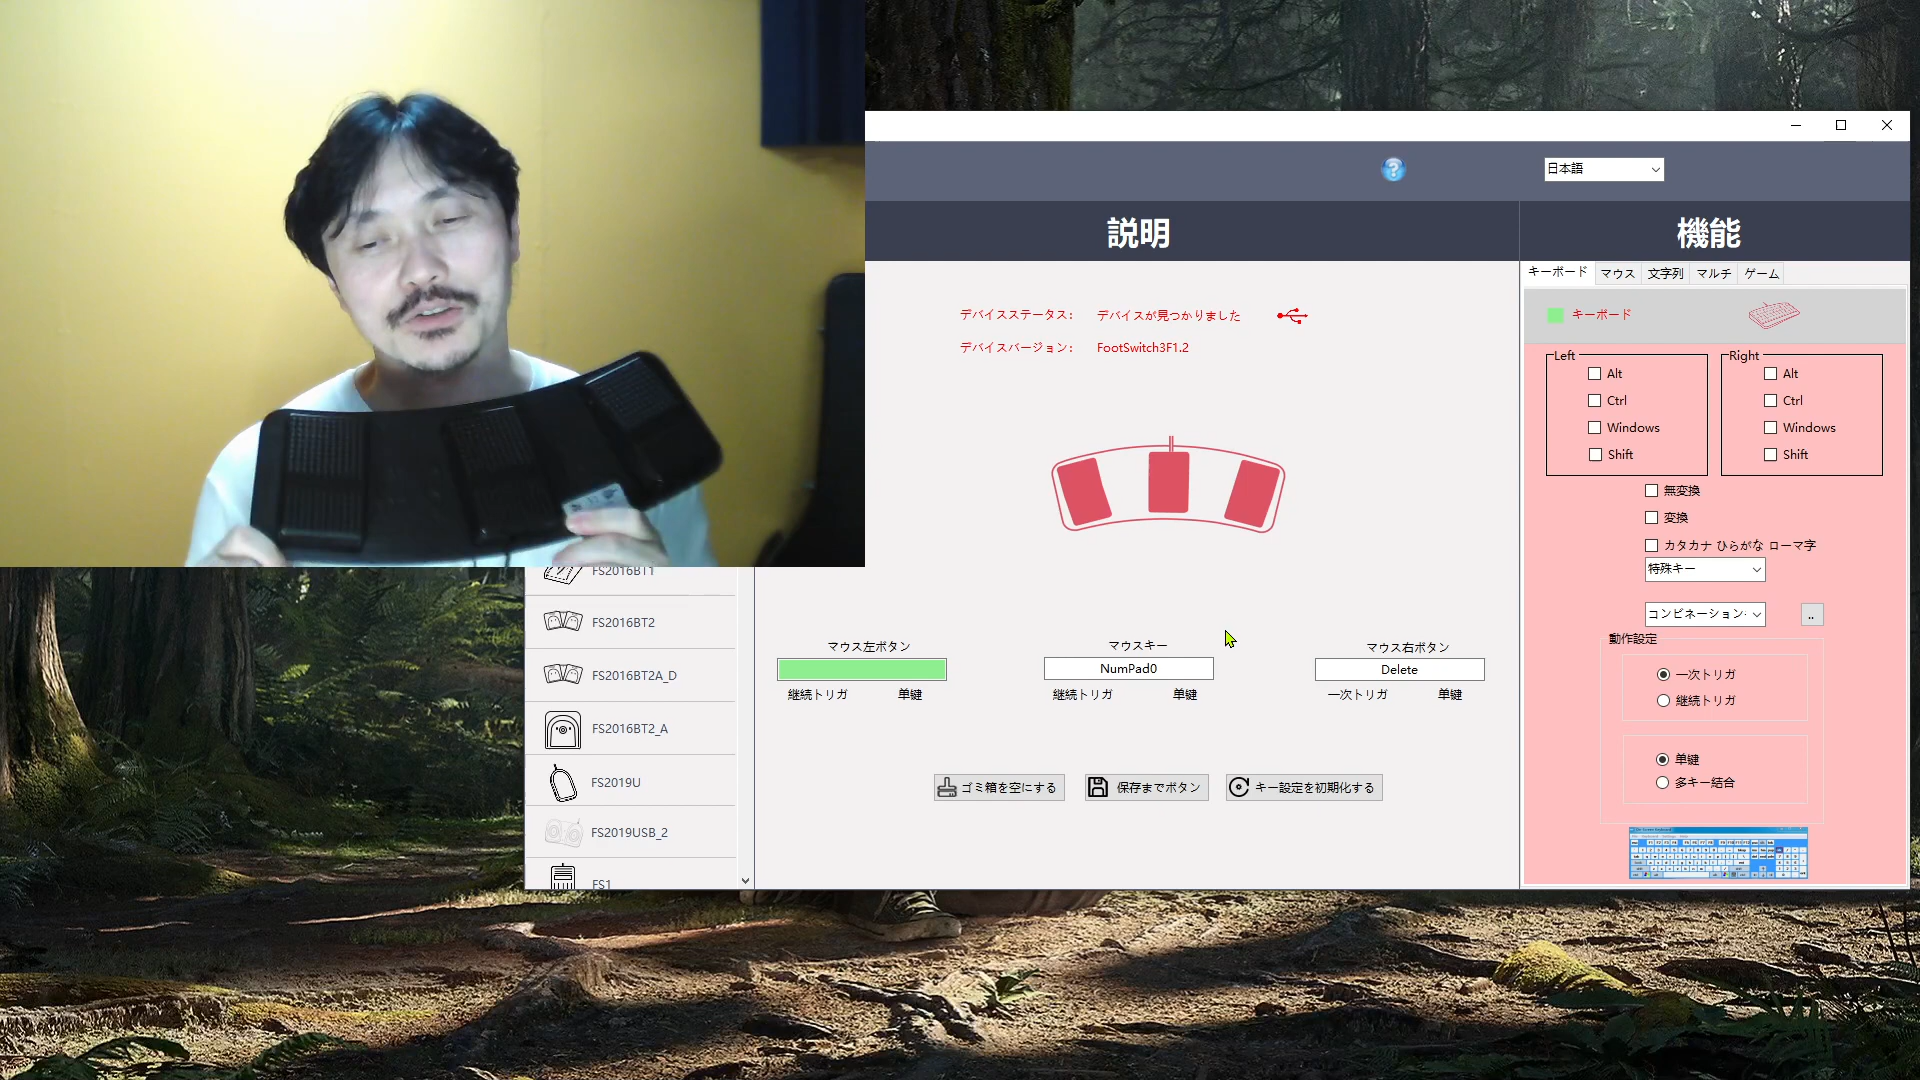 日本語
説明
機能
キーボード マウス 文字列 マルチ ゲーム
デバイスステータス: デバイスが見つかりました
デバイスバージョン: FootSwitch3F1.2
キーボード
Left
Alt
Ctrl
Windows
Shift
Right
Alt
Ctrl
Windows
Shift
無変換
変換
カタカナ ひらがな ローマ字
特殊キー
コンビネーション
..
動作設定
一次トリガ
継続トリガ
単鍵
多キー結合
FS2016BT1
FS2016BT2
FS2016BT2A_D
FS2016BT2_A
FS2019U
FS2019USB_2
FS1
マウス左ボタン
継続トリガ 単鍵
マウスキー
NumPad0
継続トリガ 単鍵
マウス右ボタン
Delete
一次トリガ 単鍵
ゴミ箱を空にする
保存までボタン
キー設定を初期化する